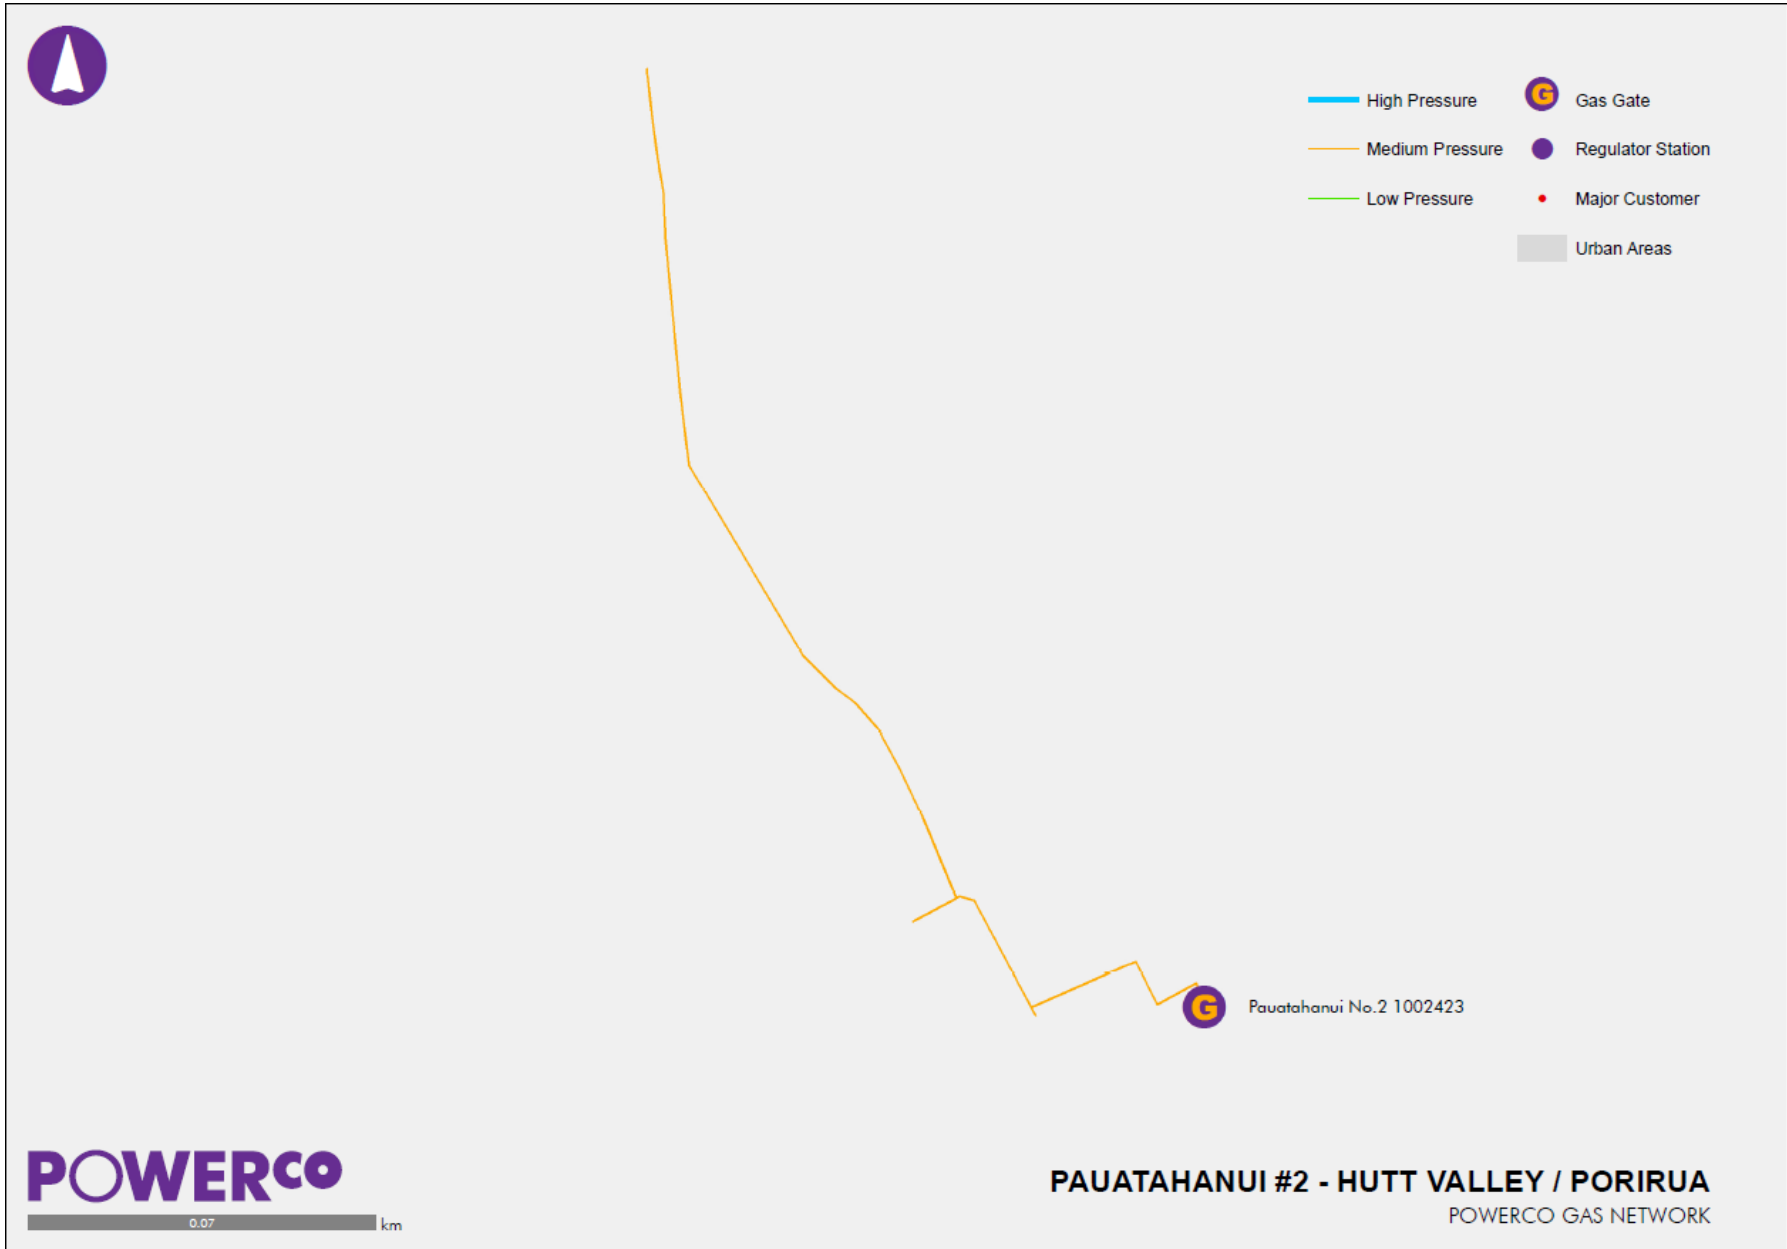 High Pressure
G Gas Gate
Medium Pressure
Regulator Station
Low Pressure
Major Customer
Urban Areas
G Pauatahanui No.2 1002423
POWERCO
0.07 km
PAUATAHANUI #2 - HUTT VALLEY / PORIRUA
POWERCO GAS NETWORK